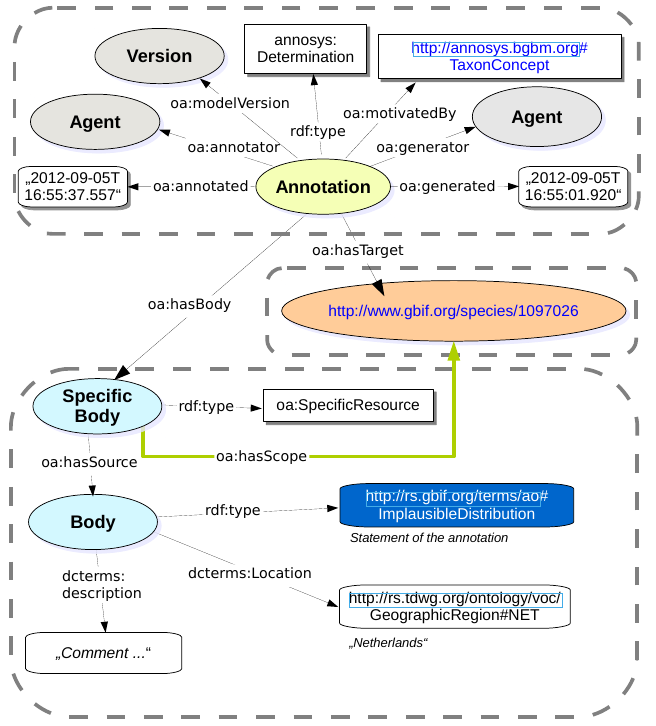 annosys:
Determination
http://annosys.bgbm.org#
TaxonConcept
Version
oa:modelVersion
oa:motivatedBy
Agent
Agent
rdf:type
oa:annotator
oa:generator
„2012-09-05T
16:55:37.557“
oa:annotated
Annotation
oa:generated
„2012-09-05T
16:55:01.920“
oa:hasTarget
oa:hasBody
http://www.gbif.org/species/1097026
Specific
Body
rdf:type
oa:SpecificResource
oa:hasSource
oa:hasScope
Body
rdf:type
http://rs.gbif.org/terms/ao#
ImplausibleDistribution
Statement of the annotation
dcterms:
description
dcterms:Location
http://rs.tdwg.org/ontology/voc/
GeographicRegion#NET
„Netherlands“
„Comment ...“